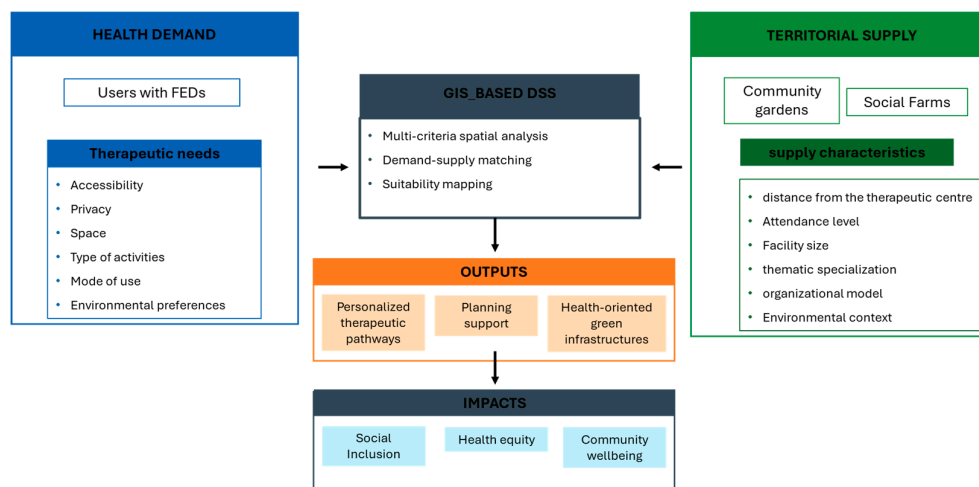 HEALTH DEMAND
Users with FEDs
Therapeutic needs
• Accessibility
• Privacy
• Space
• Type of activities
• Mode of use
• Environmental preferences
GIS_BASED DSS
• Multi-criteria spatial analysis
• Demand-supply matching
• Suitability mapping
TERRITORIAL SUPPLY
Community
gardens
Social Farms
supply characteristics
• distance from the therapeutic centre
• Attendance level
• Facility size
• thematic specialization
• organizational model
• Environmental context
OUTPUTS
Personalized
therapeutic
pathways
Planning
support
Health-oriented
green
infrastructures
IMPACTS
Social
Inclusion
Health equity
Community
wellbeing